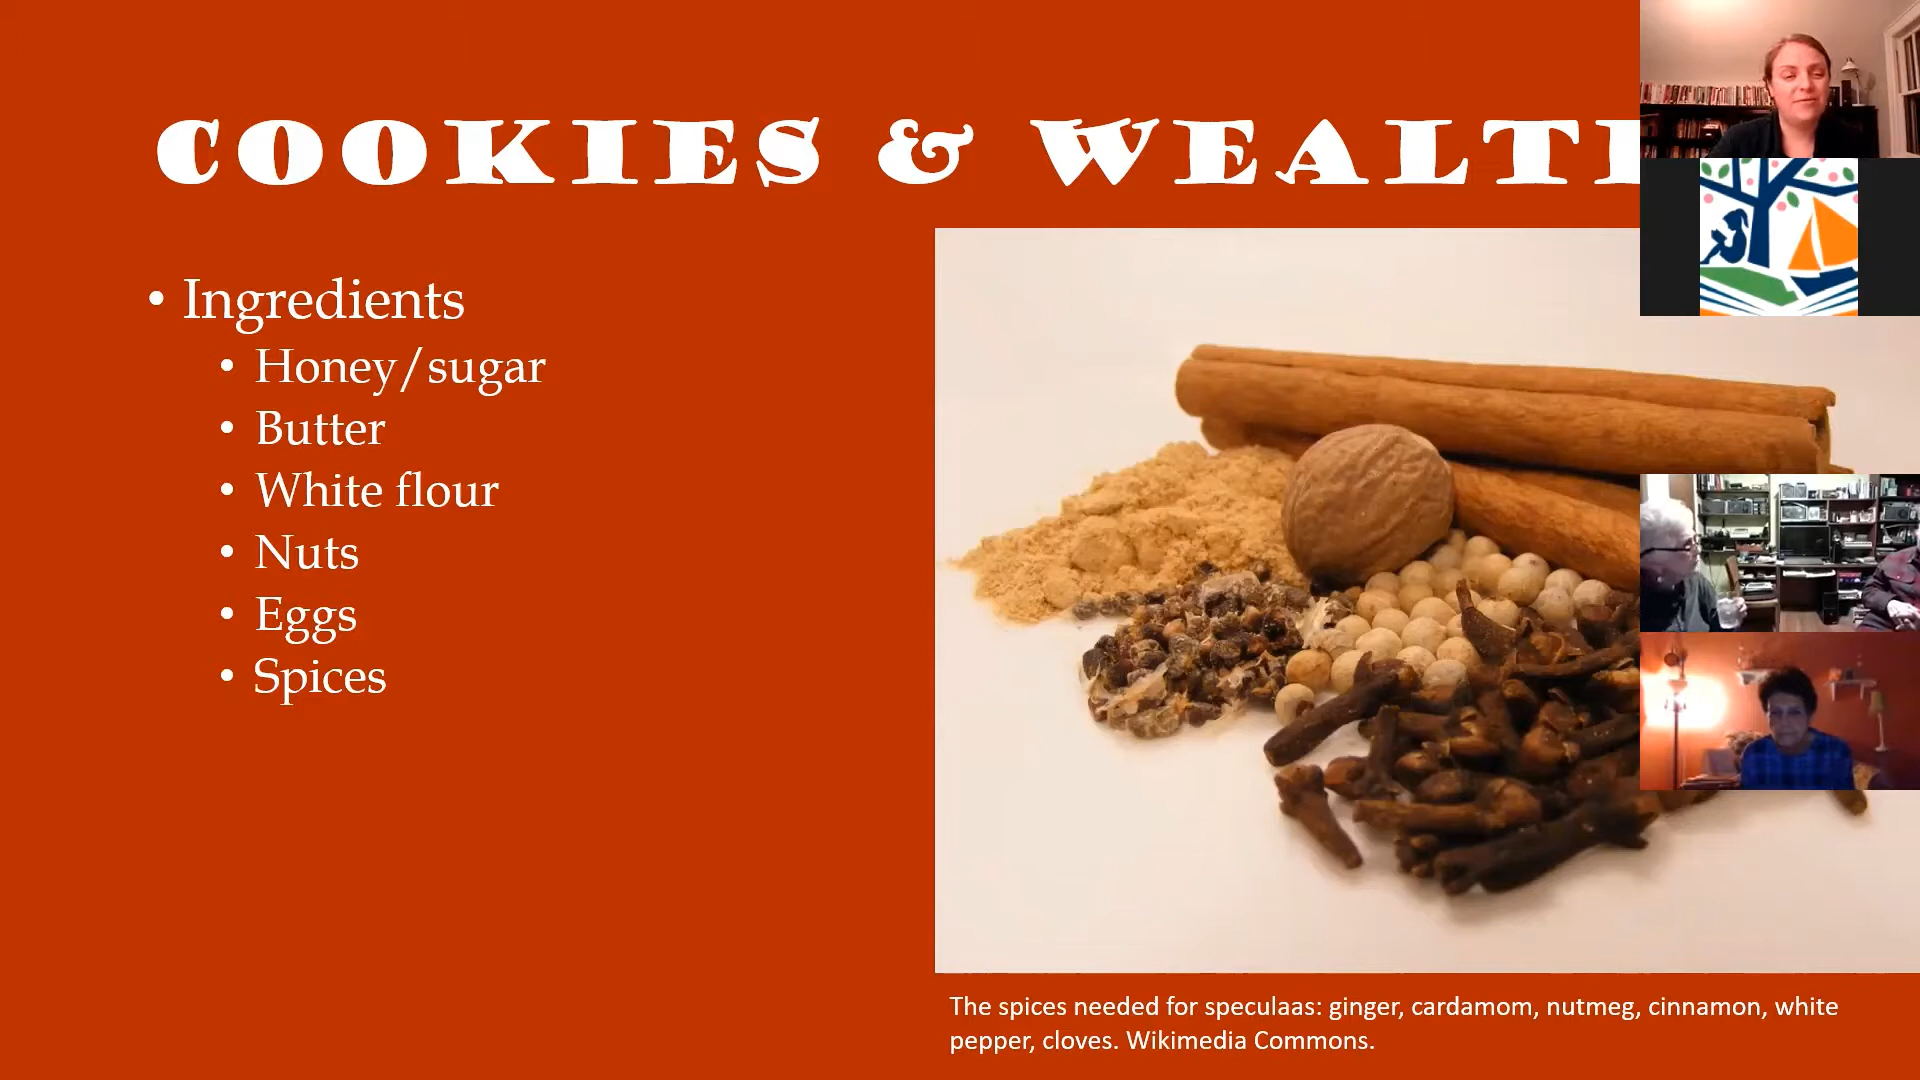 COOKIES & WEALT
• Ingredients
• Honey/sugar
• Butter
• White flour
• Nuts
• Eggs
• Spices
The spices needed for speculaas: ginger, cardamom, nutmeg, cinnamon, white
pepper, cloves. Wikimedia Commons.